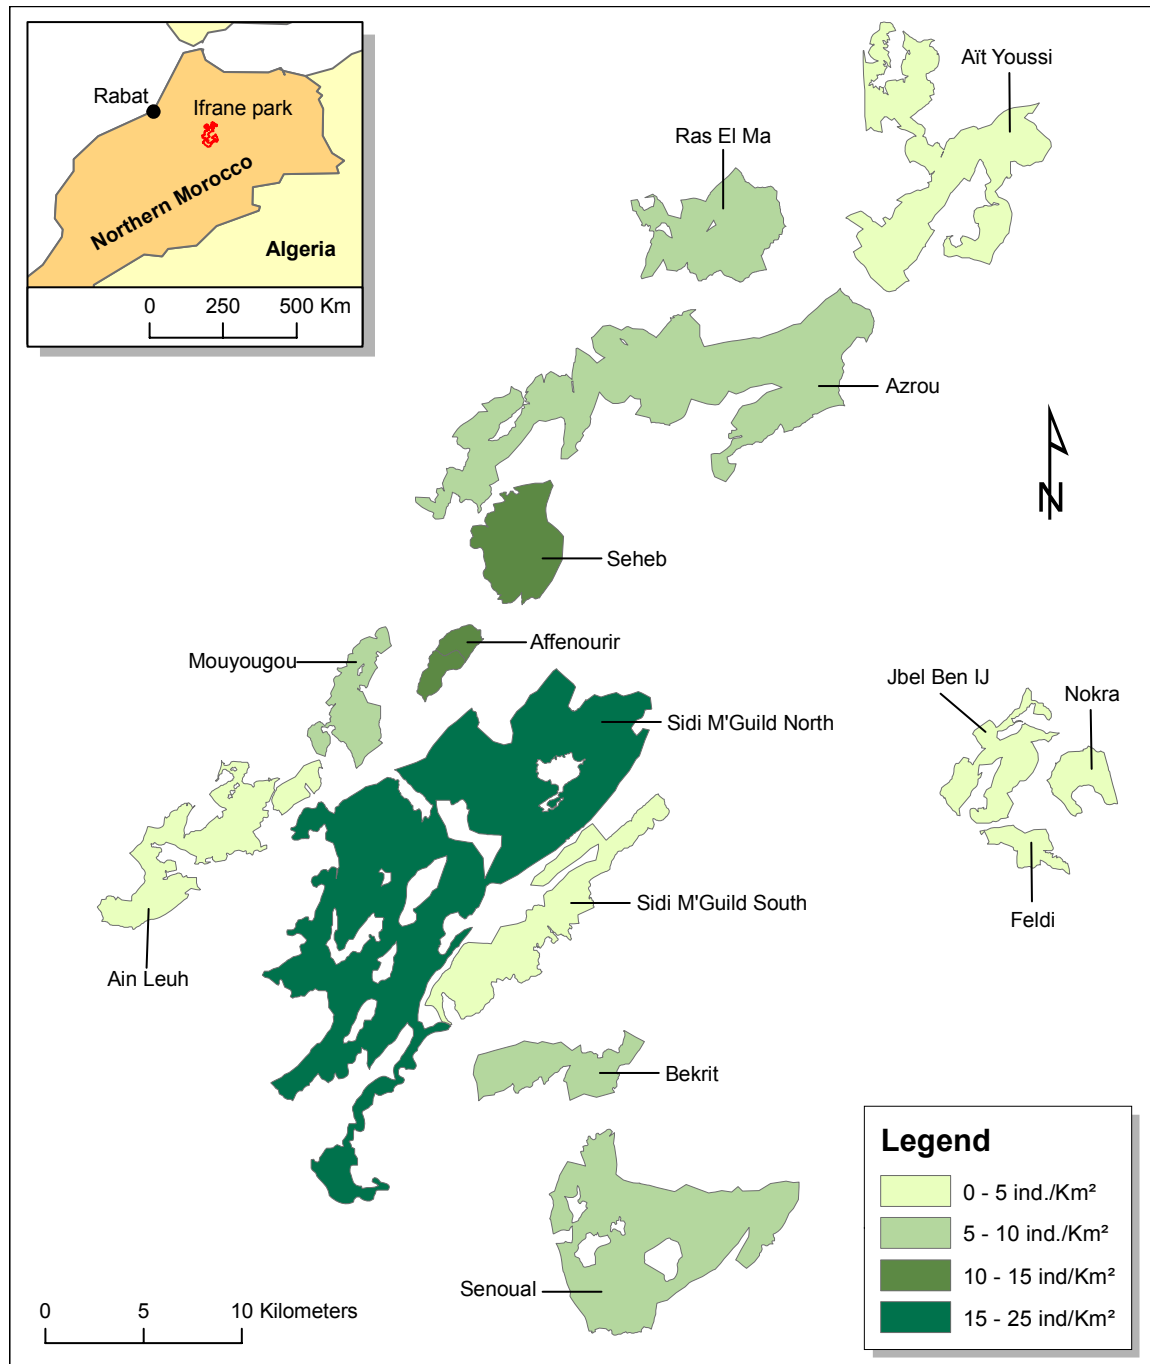 Rabat
Ifrane park
Northern Morocco
Algeria
0 250 500 Km
Aït Youssi
Ras El Ma
Azrou
N
Seheb
Affenourir
Mouyougou
Jbel Ben IJ
Nokra
Sidi M'Guild North
Sidi M'Guild South
Feldi
Ain Leuh
Bekrit
Senoual
0 5 10 Kilometers
Legend
0 - 5 ind./Km²
5 - 10 ind./Km²
10 - 15 ind/Km²
15 - 25 ind/Km²